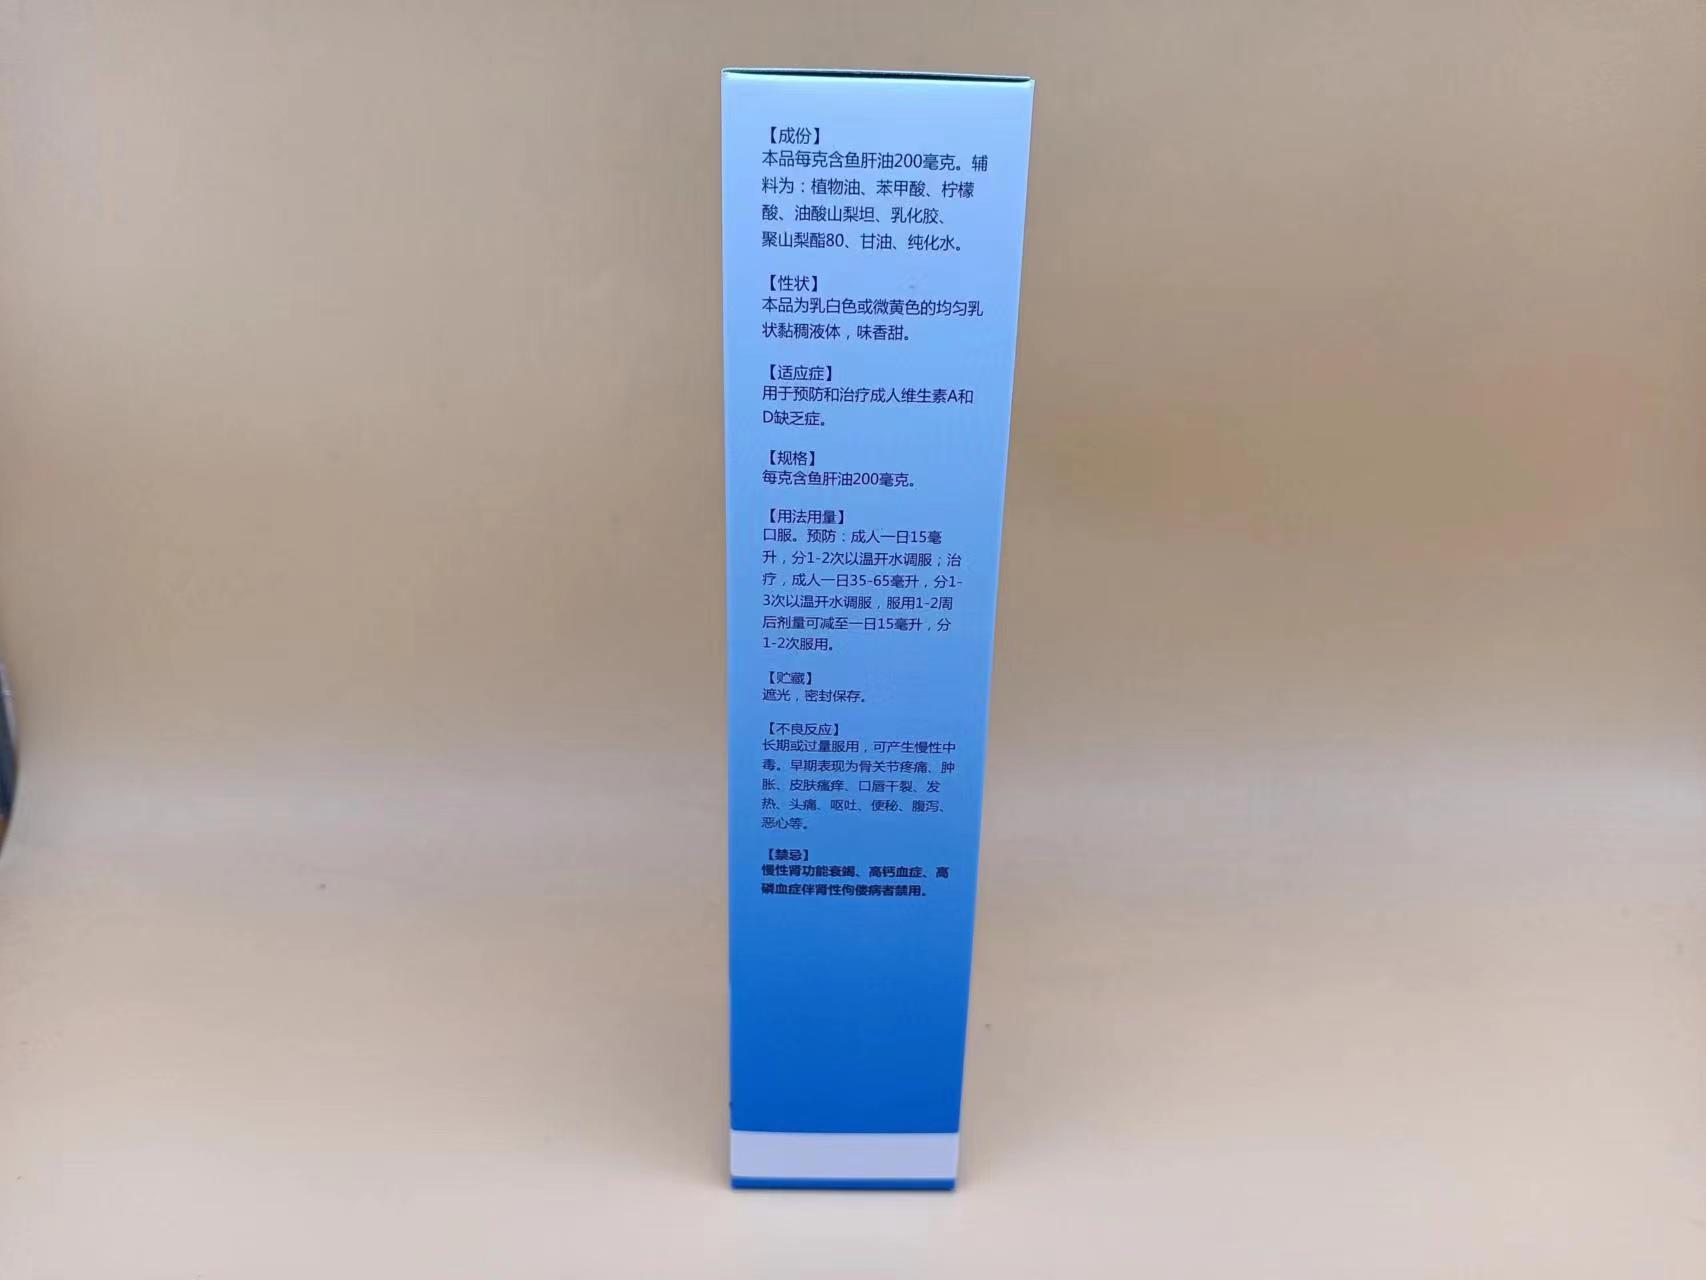 【成份】
本品每克含鱼肝油200毫克。辅
料为：植物油、苯甲酸、柠檬
酸、油酸山梨坦、乳化胶、
聚山梨酯80、甘油、纯化水。
【性状】
本品为乳白色或微黄色的均匀乳
状黏稠液体，味香甜。
【适应症】
用于预防和治疗成人维生素A和
D缺乏症。
【规格】
每克含鱼肝油200毫克。
【用法用量】
口服。预防：成人一日15毫
升，分1-2次以温开水调服；治
疗，成人一日35-65毫升，分1-
3次以温开水调服，服用1-2周
后剂量可减至一日15毫升，分
1-2次服用。
【贮藏】
遮光，密封保存。
【不良反应】
长期或过量服用，可产生慢性中
毒。早期表现为骨关节疼痛、肿
胀、皮肤瘙痒、口唇干裂、发
热、头痛、呕吐、便秘、腹泻、
恶心等。
【禁忌】
慢性肾功能衰竭、高钙血症、高
磷血症伴肾性佝偻病者禁用。